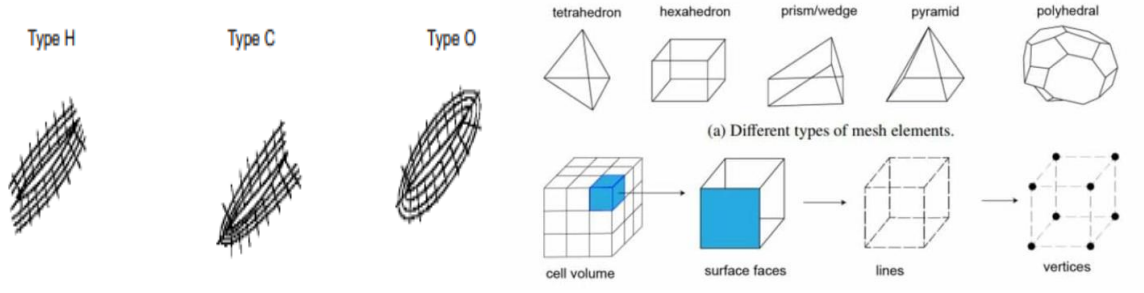 Type H
Type C
Type O
tetrahedron
hexahedron
prism/wedge
pyramid
polyhedral
(a) Different types of mesh elements.
cell volume
surface faces
lines
vertices